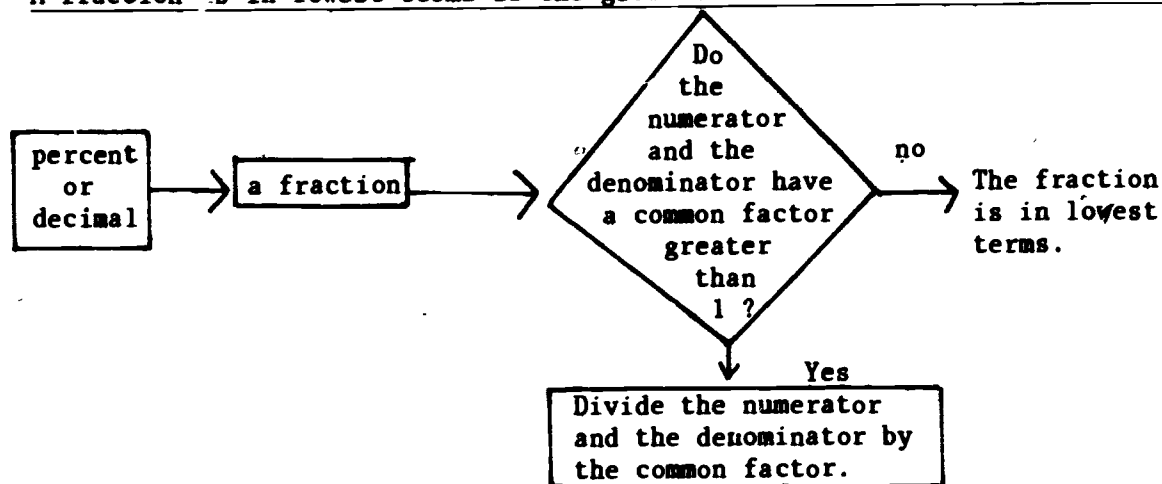 percent
or
decimal
a fraction
Do
the
numerator
and the
denominator have
a common factor
greater
than
1 ?
no
The fraction
is in lowest
terms.
Yes
Divide the numerator
and the denominator by
the common factor.